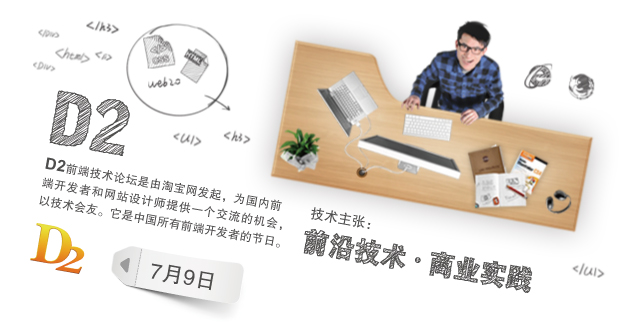 </h3>
</Div>
<html>
<i>
<Div>
web2.0
HTML
<UL>
<h3>
D2
D2前端技术论坛是由淘宝网发起，为国内前
端开发者和网站设计师提供一个交流的机会，
以技术会友。它是中国所有前端开发者的节日。
D2
7月9日
技术主张：
前沿技术·商业实践
</UL>